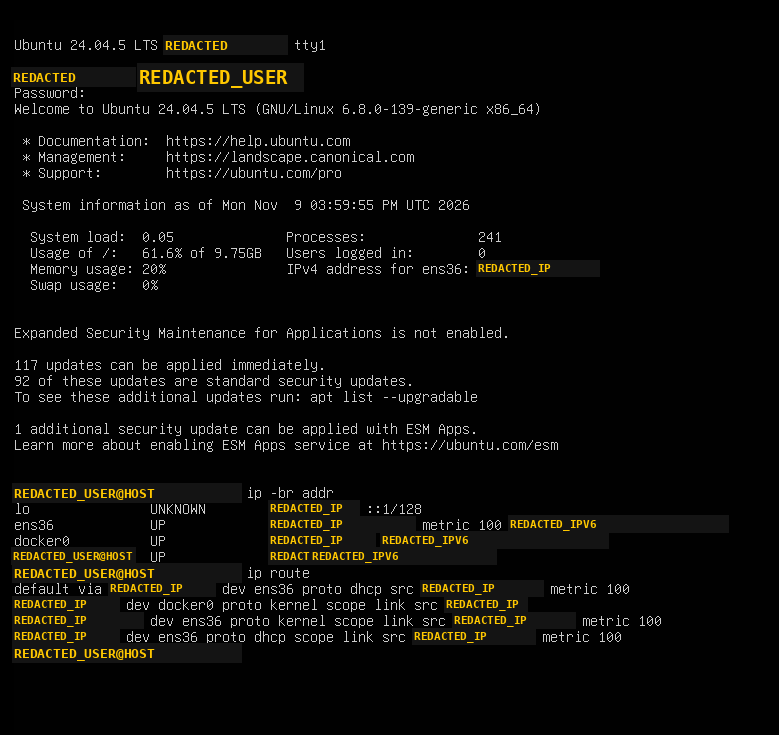 Ubuntu 24.04.5 LTS REDACTED tty1
REDACTED REDACTED_USER
Password:
Welcome to Ubuntu 24.04.5 LTS (GNU/Linux 6.8.0-139-generic x86_64)
* Documentation: https://help.ubuntu.com
* Management: https://landscape.canonical.com
* Support: https://ubuntu.com/pro
System information as of Mon Nov 9 03:59:55 PM UTC 2026
System load: 0.05 Processes: 241
Usage of /: 61.6% of 9.75GB Users logged in: 0
Memory usage: 20% IPv4 address for ens36: REDACTED_IP
Swap usage: 0%
Expanded Security Maintenance for Applications is not enabled.
117 updates can be applied immediately.
92 of these updates are standard security updates.
To see these additional updates run: apt list --upgradable
1 additional security update can be applied with ESM Apps.
Learn more about enabling ESM Apps service at https://ubuntu.com/esm
REDACTED_USER@HOST ip -br addr
lo UNKNOWN REDACTED_IP ::1/128
ens36 UP REDACTED_IP metric 100 REDACTED_IPV6
docker0 UP REDACTED_IP REDACTED_IPV6
REDACTED_USER@HOST UP REDACTREDACTED_IPV6
REDACTED_USER@HOST ip route
default via REDACTED_IP dev ens36 proto dhcp src REDACTED_IP metric 100
REDACTED_IP dev docker0 proto kernel scope link src REDACTED_IP
REDACTED_IP dev ens36 proto kernel scope link src REDACTED_IP metric 100
REDACTED_IP dev ens36 proto dhcp scope link src REDACTED_IP metric 100
REDACTED_USER@HOST